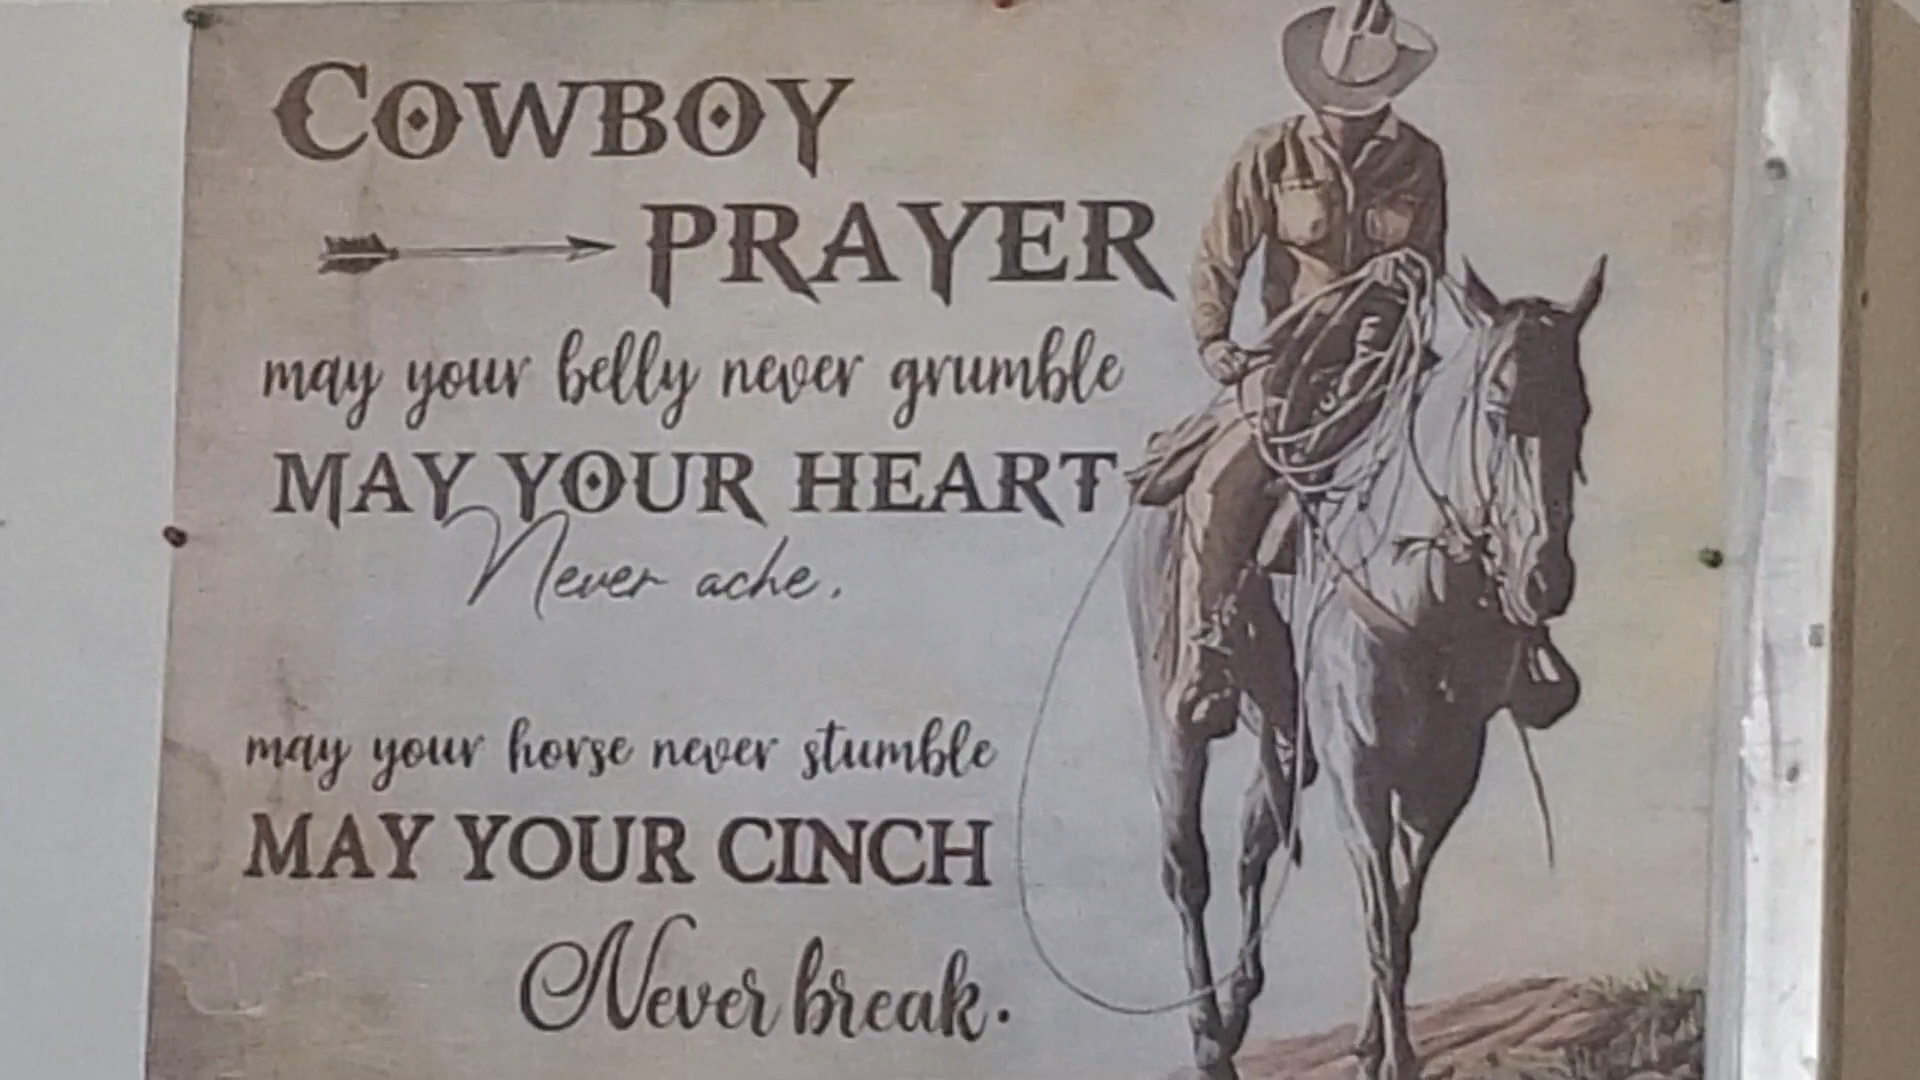 COWBOY
PRAYER
may your belly never grumble
MAY YOUR HEART
Never ache.
may your horse never stumble
MAY YOUR CINCH
Never break.